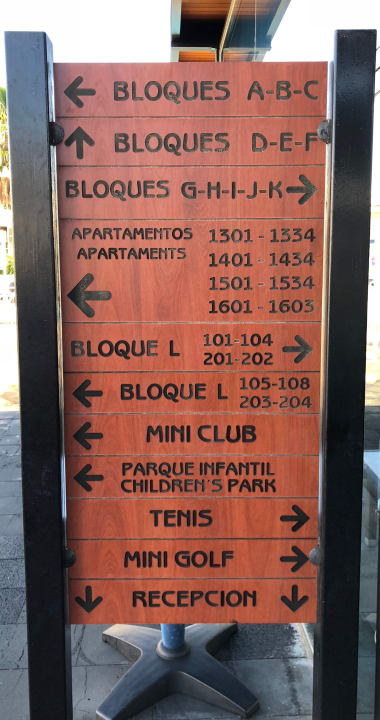 BLOQUES A-B-C
BLOQUES D-E-F
BLOQUES G-H-I-J-K
APARTAMENTOS 1301 - 1334
APARTAMENTS 1401 - 1434
1501 - 1534
1601 - 1603
BLOQUE L 101-104
201-202
BLOQUE L 105-108
203-204
MINI CLUB
PARQUE INFANTIL
CHILDREN'S PARK
TENIS
MINI GOLF
RECEPCION